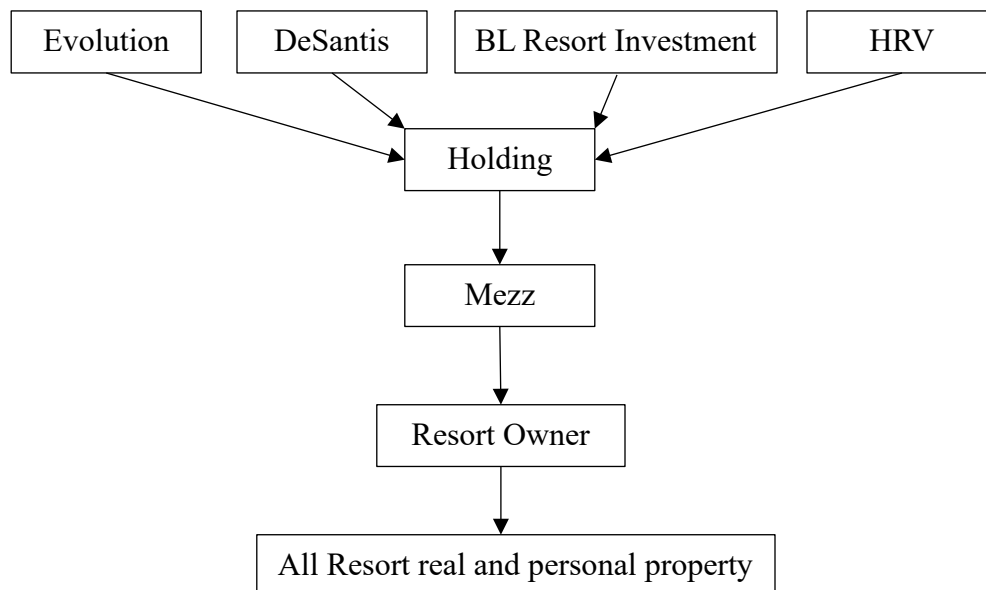 Evolution
DeSantis
BL Resort Investment
HRV
Holding
Mezz
Resort Owner
All Resort real and personal property